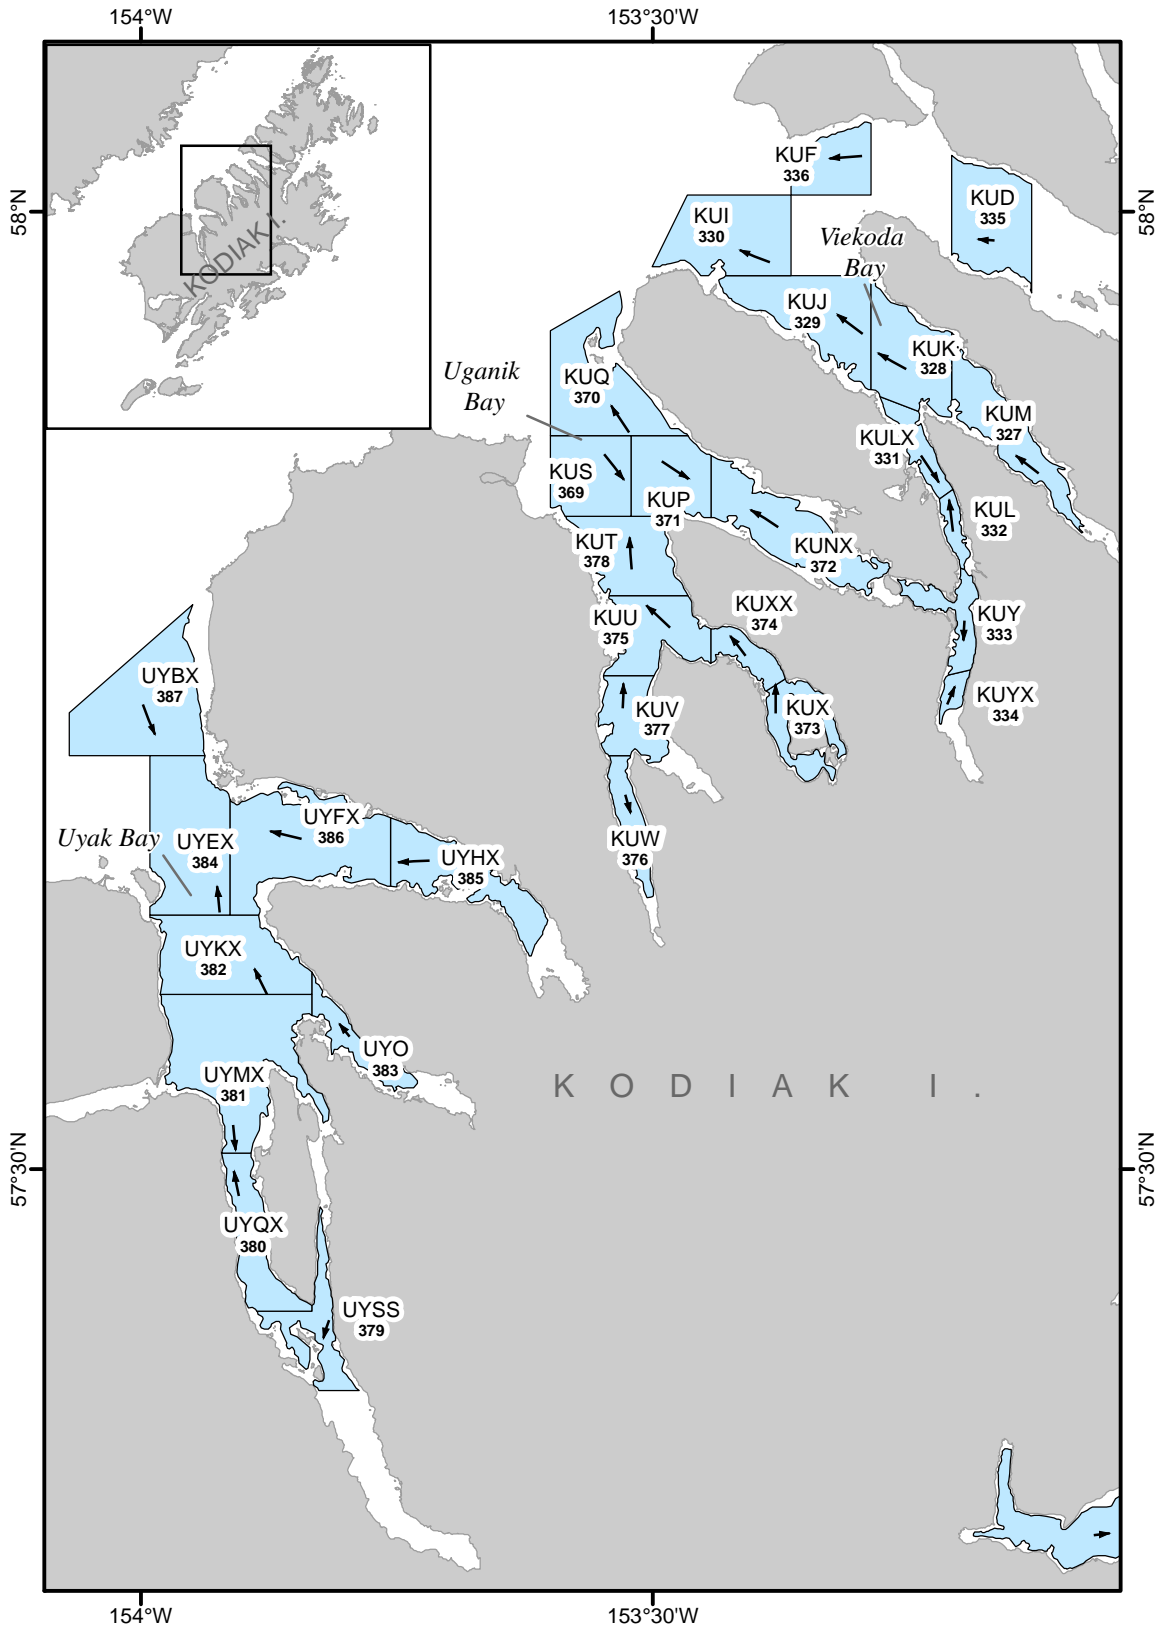 154°W
153°30'W
58°N
58°N
KODIAK I.
KUF
336
KUD
335
KUI
330
Viekoda
Bay
KUJ
329
KUK
328
Uganik
Bay
KUQ
370
KUM
327
KULX
331
KUS
369
KUP
371
KUL
332
KUT
378
KUNX
372
KUXX
374
KUY
333
KUU
375
UYBX
387
KUYX
334
KUV
377
KUX
373
UYFX
386
Uyak Bay
UYEX
384
KUW
376
UYHX
385
UYKX
382
UYO
383
UYMX
381
KODIAK I.
57°30'N
57°30'N
UYQX
380
UYSS
379
154°W
153°30'W